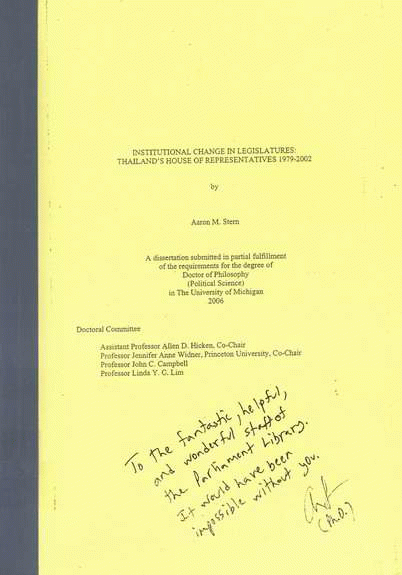 INSTITUTIONAL CHANGE IN LEGISLATURES:
THAILAND'S HOUSE OF REPRESENTATIVES 1979-2002
by
Aaron M. Stern
A dissertation submitted in partial fulfillment
of the requirements for the degree of
Doctor of Philosophy
(Political Science)
in The University of Michigan
2006
Doctoral Committee
Assistant Professor Allen D. Hicken, Co-Chair
Professor Jennifer Anne Widner, Princeton University, Co-Chair
Professor John C. Campbell
Professor Linda Y. C. Lim
To the fantastic, helpful,
and wonderful staff of
the Parliament Library.
It would have been
impossible without you.
(Ph.D.)